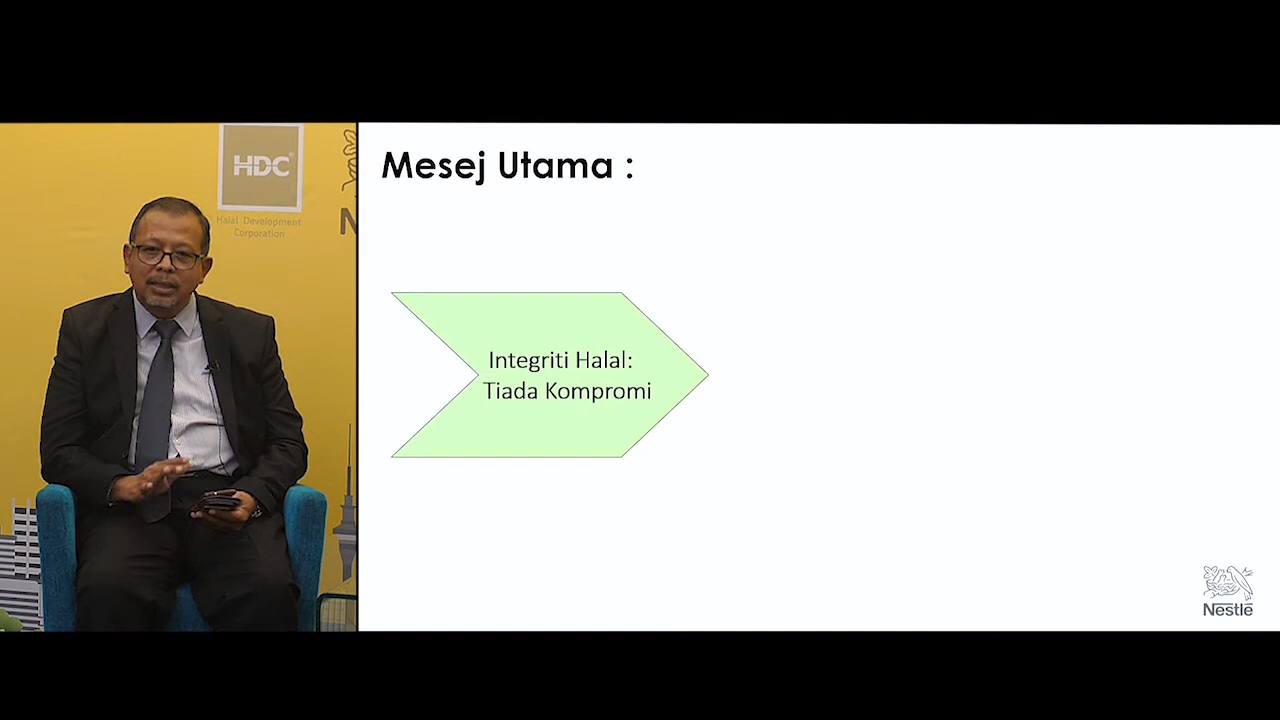 HDC
Halal Development
Corporation
N
Mesej Utama :
Integriti Halal:
Tiada Kompromi
Nestlé